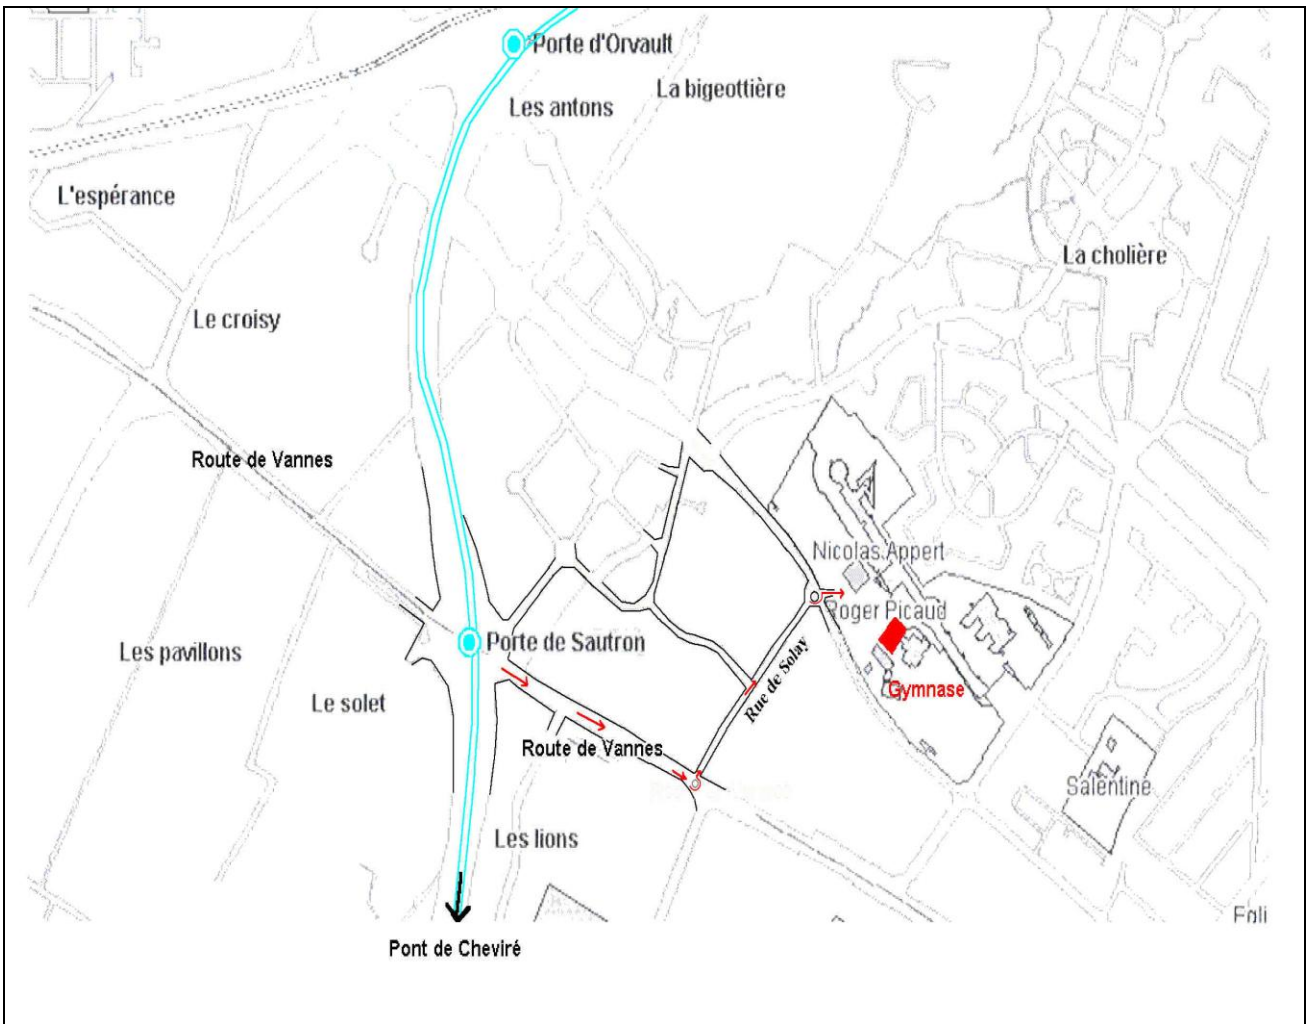 Porte d'Orvault
La bigeottière
Les antons
L'espérance
La cholière
Le croisy
Route de Vannes
Nicolas Appert
Roger Picaud
Porte de Sautron
Les pavillons
Rue de Solay
Gymnase
Le solet
Route de Vannes
Salentine
Les lions
Pont de Cheviré